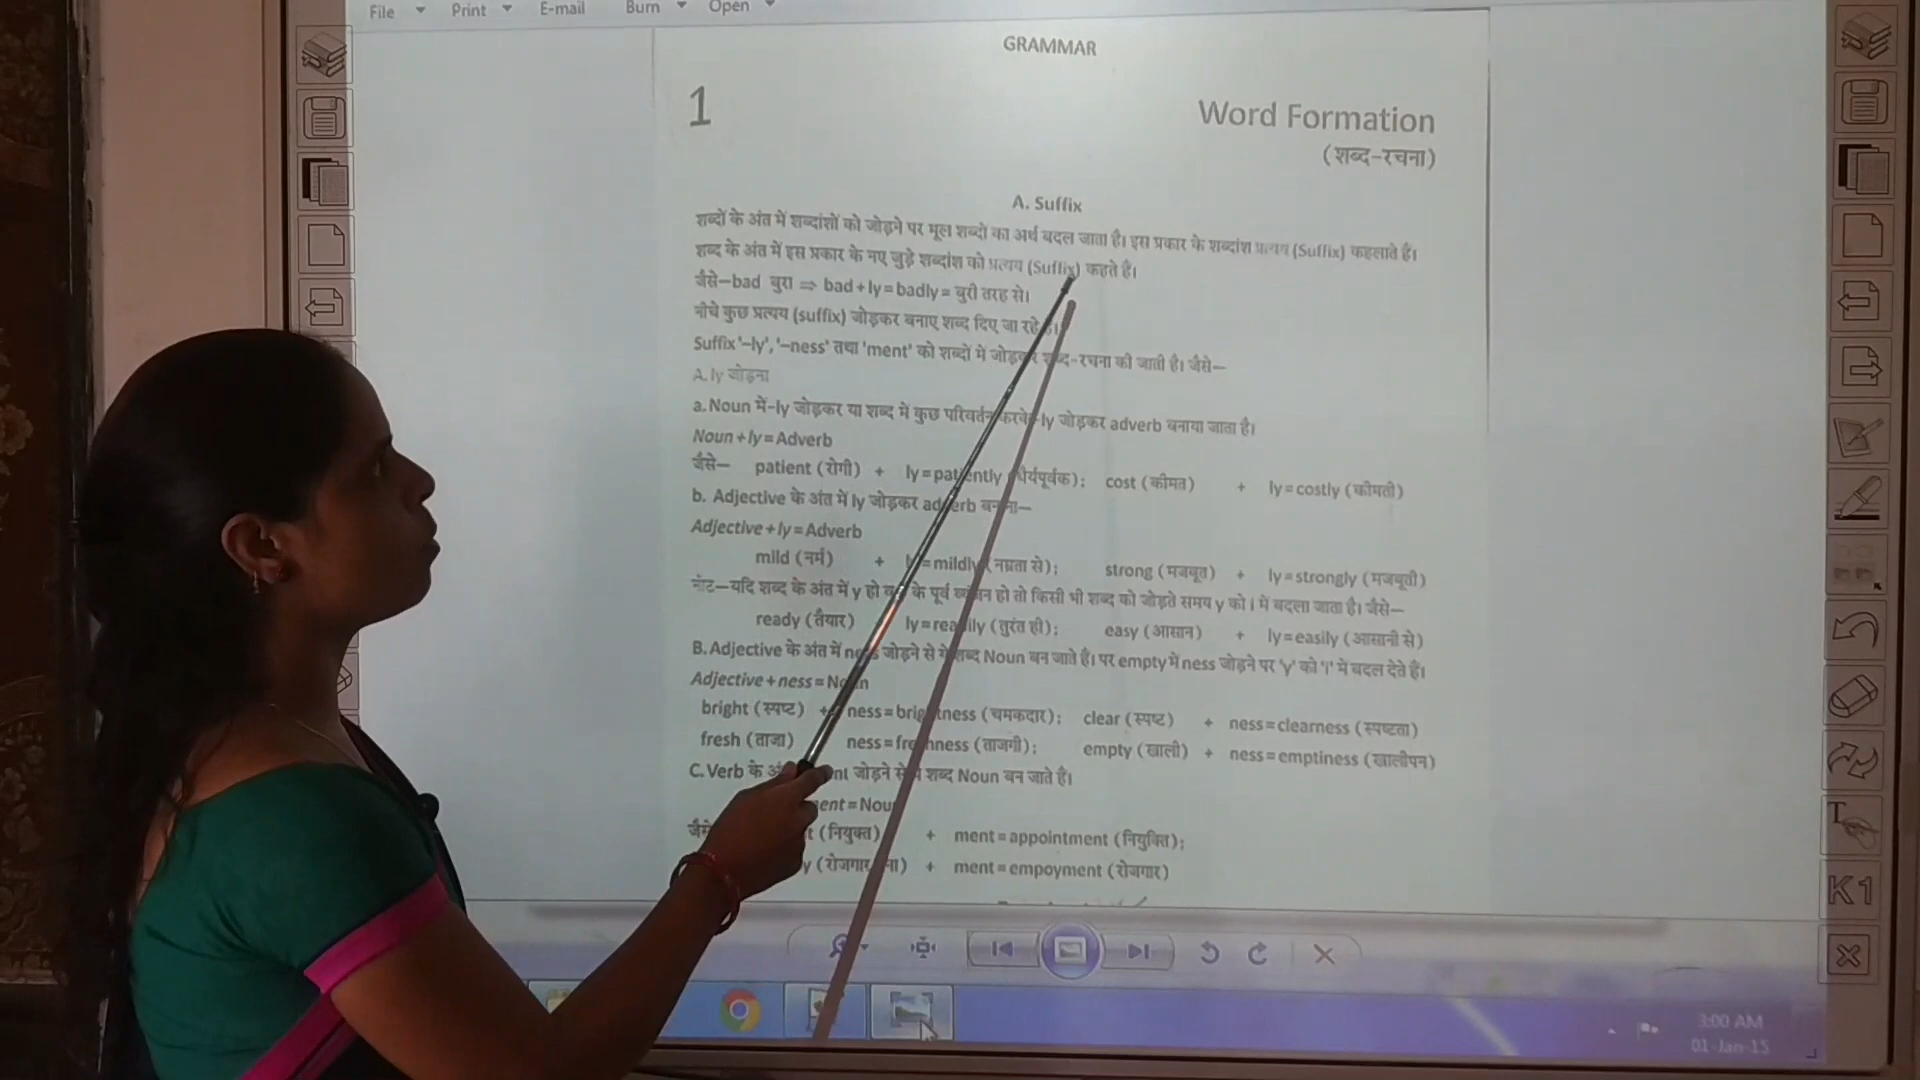 File Print E-mail Burn Open
GRAMMAR
1 Word Formation
(शब्द-रचना)
A. Suffix
शब्दों के अंत में शब्दांशों को जोड़ने पर मूल शब्दों का अर्थ बदल जाता है। इस प्रकार के शब्दांश प्रत्यय (Suffix) कहलाते हैं।
शब्द के अंत में इस प्रकार के नए जुड़े शब्दांश को प्रत्यय (Suffix) कहते हैं।
जैसे—bad बुरा ⇒ bad+ly=badly= बुरी तरह से।
नीचे कुछ प्रत्यय (suffix) जोड़कर बनाए शब्द दिए जा रहे
Suffix '–ly', '–ness' तथा 'ment' को शब्दों में जोड़कर शब्द-रचना की जाती है। जैसे—
A. ly जोड़ना
a. Noun में-ly जोड़कर या शब्द में कुछ परिवर्तन ly जोड़कर adverb बनाया जाता है।
Noun+ly=Adverb
जैसे— patient (रोगी) + ly=patiently (धैर्यपूर्वक); cost (कीमत) + ly=costly (कीमती)
b. Adjective के अंत में ly जोड़कर adverb
Adjective+ly=Adverb
mild (नर्म) + =mildly (नम्रता से); strong (मजबूत) + ly=strongly (मजबूती)
नोट—यदि शब्द के अंत में y हो के पूर्व व्यंजन हो तो किसी भी शब्द को जोड़ते समय y को i में बदला जाता है। जैसे—
ready (तैयार) ly=readily (तुरंत ही); easy (आसान) + ly=easily (आसानी से)
B. Adjective के अंत में ness जोड़ने से शब्द Noun बन जाते हैं। पर empty में ness जोड़ने पर 'y' को 'i' में बदल देते हैं।
Adjective+ness=Noun
bright (स्पष्ट) + ness=brightness (चमकदार); clear (स्पष्ट) + ness=clearness (स्पष्टता)
fresh (ताजा) ness=freshness (ताजगी); empty (खाली) + ness=emptiness (खालीपन)
C. Verb के जोड़ने से शब्द Noun बन जाते हैं।
ment=Noun
जैसे (नियुक्त) + ment=appointment (नियुक्ति);
+ ment=empoyment (रोजगार)
K1
3:00 AM
01-Jan-15